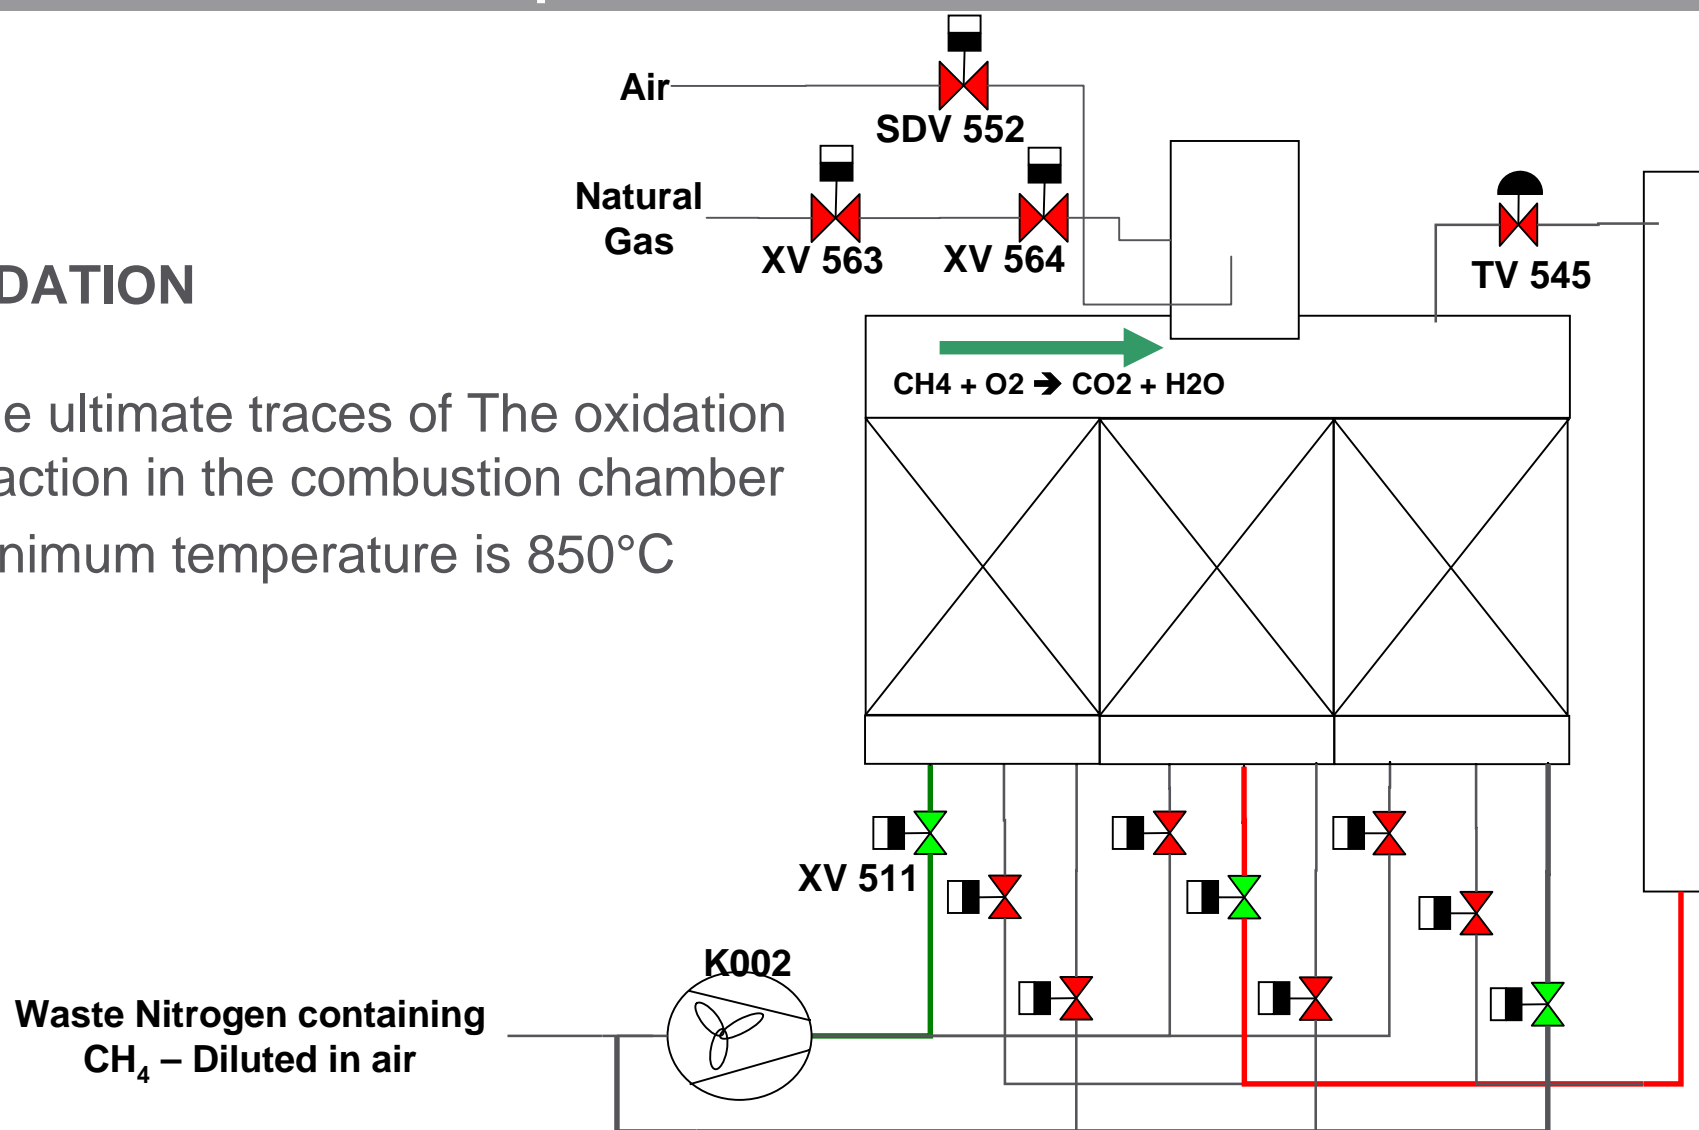 Air
SDV 552
Natural
Gas
XV 563
XV 564
TV 545
DATION
CH4 + O2 ➔ CO2 + H2O
e ultimate traces of The oxidation
action in the combustion chamber
nimum temperature is 850°C
XV 511
K002
Waste Nitrogen containing
CH₄ – Diluted in air